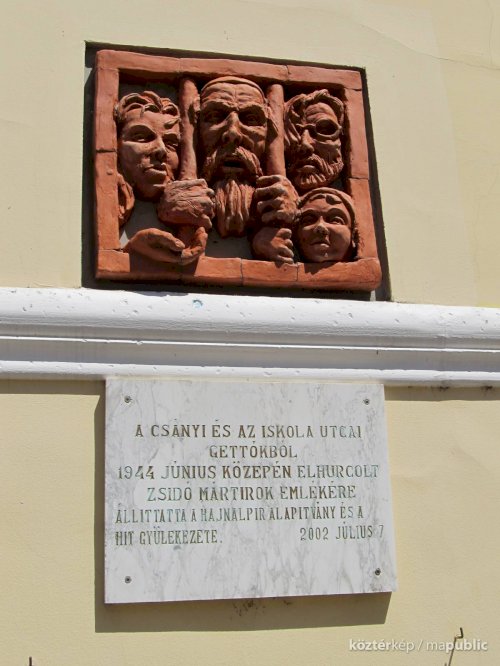 A CSÁNYI ÉS AZ ISKOLA UTCAI
GETTÓKBÓL
1944 JÚNIUS KÖZEPÉN ELHURCOLT
ZSIDÓ MÁRTÍROK EMLÉKÉRE
ÁLLÍTTATTA A HAJNALPÍR ALAPÍTVÁNY ÉS A
HIT GYÜLEKEZETE. 2002 JÚLIUS 7
köztérkép / mapublic